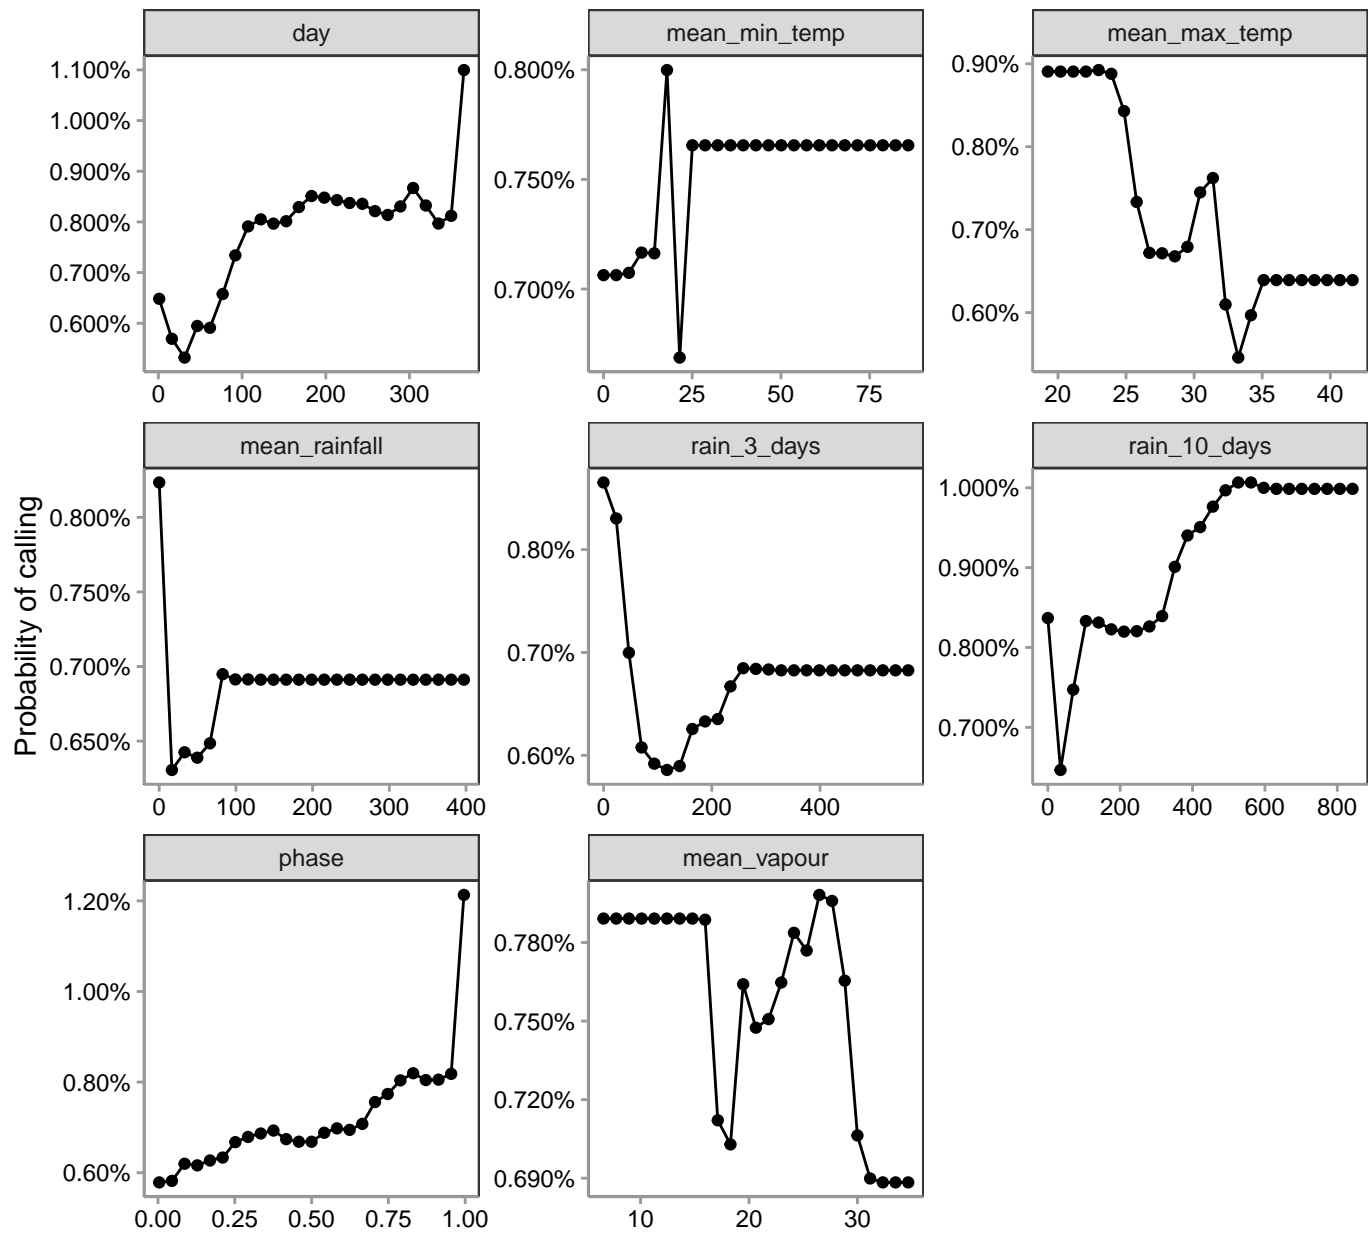 day
1.100%
1.000%
0.900%
0.800%
0.700%
0.600%
0 100 200 300
mean_min_temp
0.800%
0.750%
0.700%
0 25 50 75
mean_max_temp
0.90%
0.80%
0.70%
0.60%
20 25 30 35 40
Probability of calling
mean_rainfall
0.800%
0.750%
0.700%
0.650%
0 100 200 300 400
rain_3_days
0.80%
0.70%
0.60%
0 200 400
rain_10_days
1.000%
0.900%
0.800%
0.700%
0 200 400 600 800
phase
1.20%
1.00%
0.80%
0.60%
0.00 0.25 0.50 0.75 1.00
mean_vapour
0.780%
0.750%
0.720%
0.690%
10 20 30